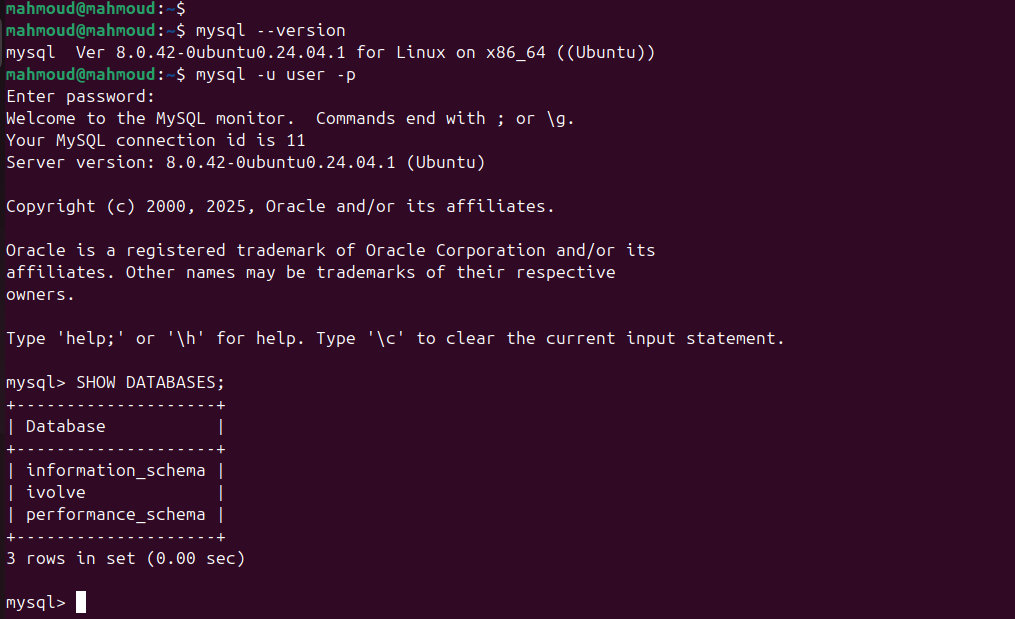 mahmoud@mahmoud:~$
mahmoud@mahmoud:~$ mysql --version
mysql  Ver 8.0.42-0ubuntu0.24.04.1 for Linux on x86_64 ((Ubuntu))
mahmoud@mahmoud:~$ mysql -u user -p
Enter password:
Welcome to the MySQL monitor.  Commands end with ; or \g.
Your MySQL connection id is 11
Server version: 8.0.42-0ubuntu0.24.04.1 (Ubuntu)

Copyright (c) 2000, 2025, Oracle and/or its affiliates.

Oracle is a registered trademark of Oracle Corporation and/or its
affiliates. Other names may be trademarks of their respective
owners.

Type 'help;' or '\h' for help. Type '\c' to clear the current input statement.

mysql> SHOW DATABASES;
+--------------------+
| Database           |
+--------------------+
| information_schema |
| ivolve             |
| performance_schema |
+--------------------+
3 rows in set (0.00 sec)

mysql>